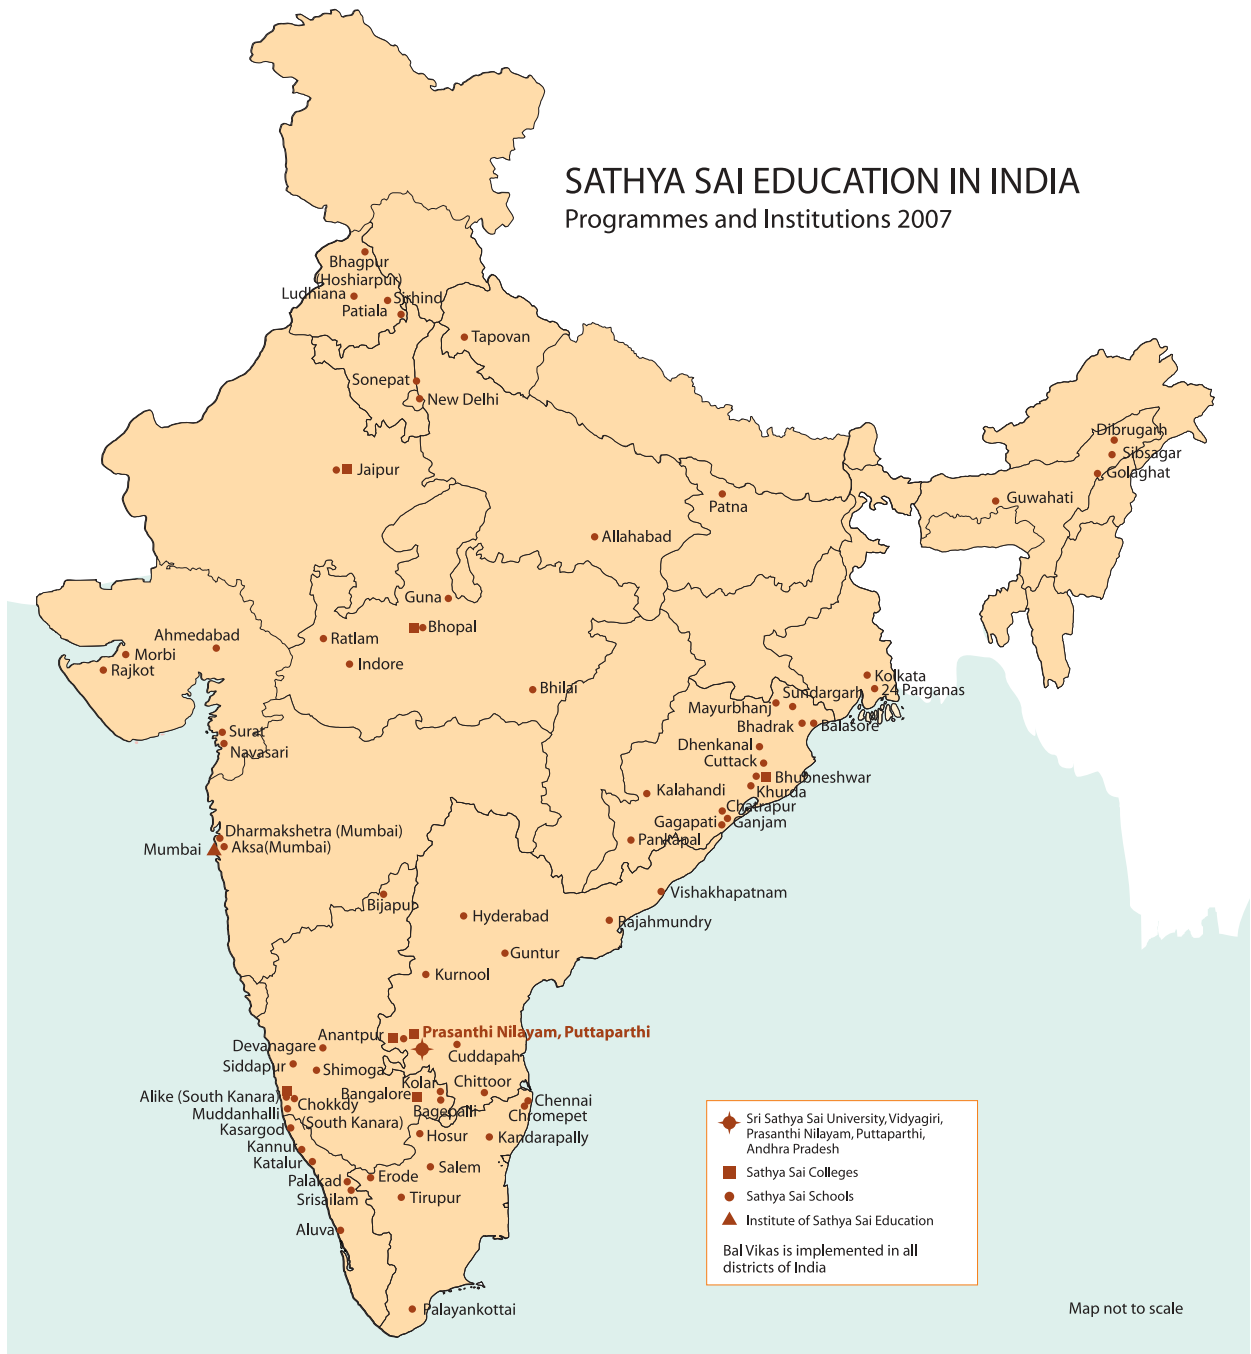 SATHYA SAI EDUCATION IN INDIA
Programmes and Institutions 2007
Bhagpur
(Hoshiarpur)
Ludhiana
Sirhind
Patiala
Tapovan
Sonepat
New Delhi
Jaipur
Dibrugarh
Sibsagar
Golaghat
Guwahati
Patna
Allahabad
Guna
Bhopal
Ratlam
Indore
Ahmedabad
Morbi
Rajkot
Bhilai
Kolkata
24 Parganas
Sundargarh
Mayurbhanj
Bhadrak
Balasore
Surat
Navasari
Dhenkanal
Cuttack
Bhubneshwar
Khurda
Kalahandi
Chatrapur
Gagapati
Ganjam
Pankapal
Dharmakshetra (Mumbai)
Mumbai
Aksa(Mumbai)
Vishakhapatnam
Bijapur
Hyderabad
Rajahmundry
Guntur
Kurnool
Anantpur
Prasanthi Nilayam, Puttaparthi
Devanagare
Cuddapah
Siddapur
Shimoga
Kolar
Chittoor
Alike (South Kanara)
Bangalore
Chennai
Chokkdy
(South Kanara)
Bagepalli
Chromepet
Muddanhalli
Kasargod
Hosur
Kandarapally
Kannur
Katalur
Salem
Palakad
Erode
Srisailam
Tirupur
Aluva
Palayankottai
Sri Sathya Sai University, Vidyagiri,
Prasanthi Nilayam, Puttaparthi,
Andhra Pradesh
Sathya Sai Colleges
Sathya Sai Schools
Institute of Sathya Sai Education
Bal Vikas is implemented in all
districts of India
Map not to scale